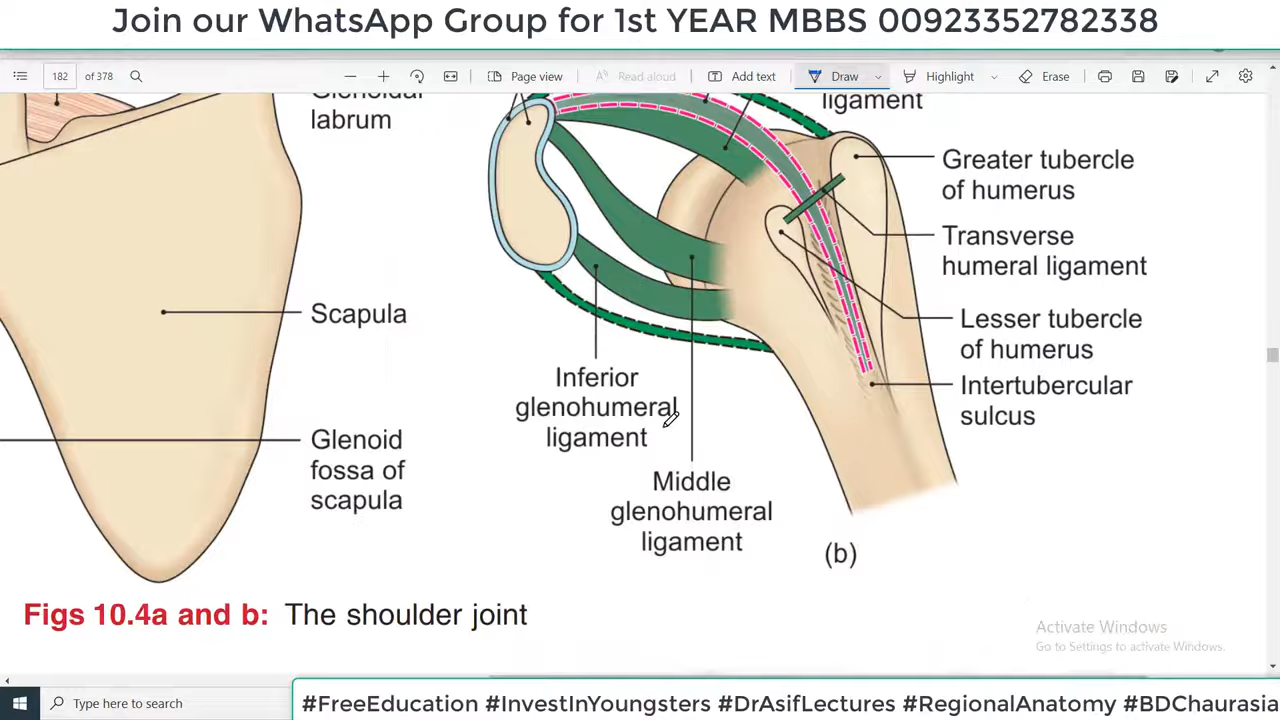 Join our WhatsApp Group for 1st YEAR MBBS 00923352782338
182 of 378
Page view
Read aloud
Add text
Draw
Highlight
Erase
Glenoidal
labrum
ligament
Greater tubercle
of humerus
Transverse
humeral ligament
Scapula
Lesser tubercle
of humerus
Inferior
glenohumeral
ligament
Intertubercular
sulcus
Glenoid
fossa of
scapula
Middle
glenohumeral
ligament
(b)
Figs 10.4a and b: The shoulder joint
Activate Windows
Go to Settings to activate Windows.
Type here to search
#FreeEducation #InvestInYoungsters #DrAsifLectures #RegionalAnatomy #BDChaurasia